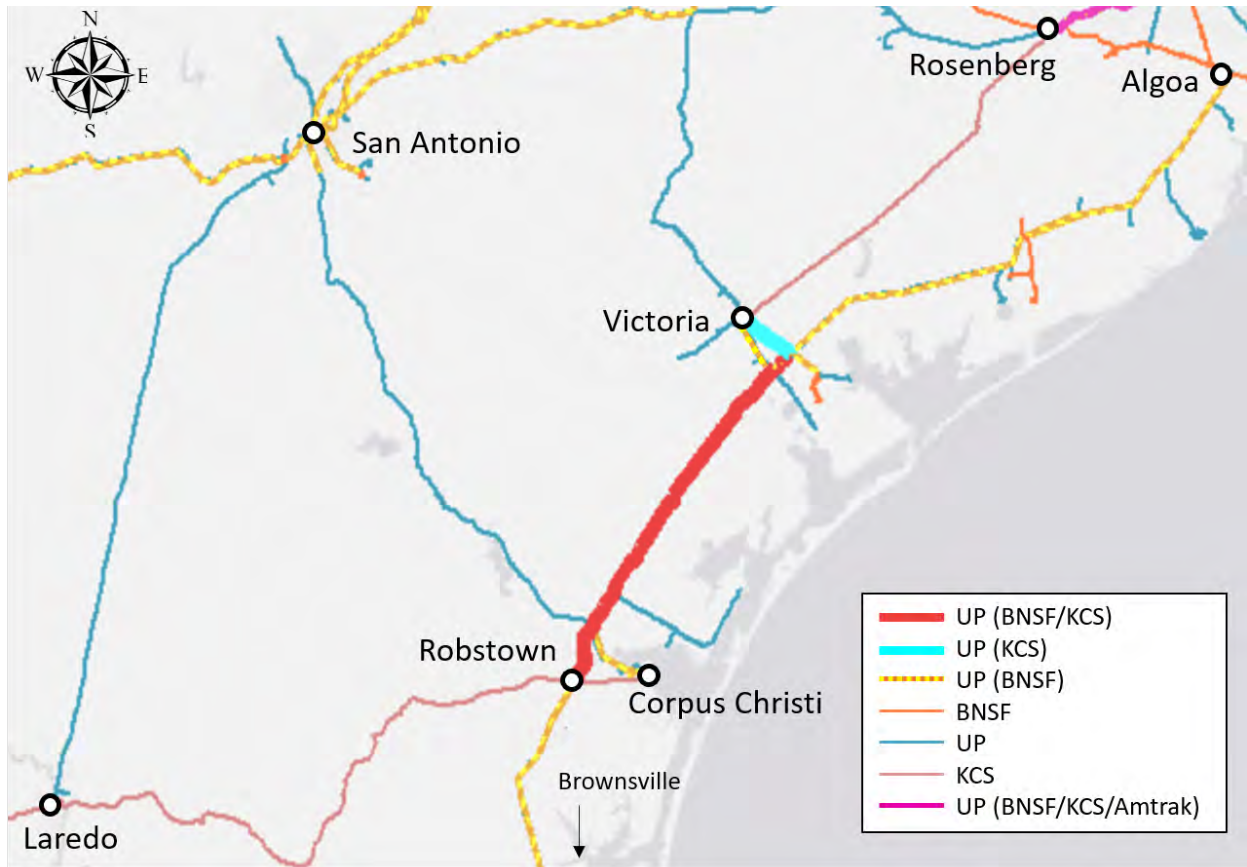 N
W
E
S
Rosenberg
Algoa
San Antonio
Victoria
Robstown
Corpus Christi
Brownsville
Laredo
UP (BNSF/KCS)
UP (KCS)
UP (BNSF)
BNSF
UP
KCS
UP (BNSF/KCS/Amtrak)